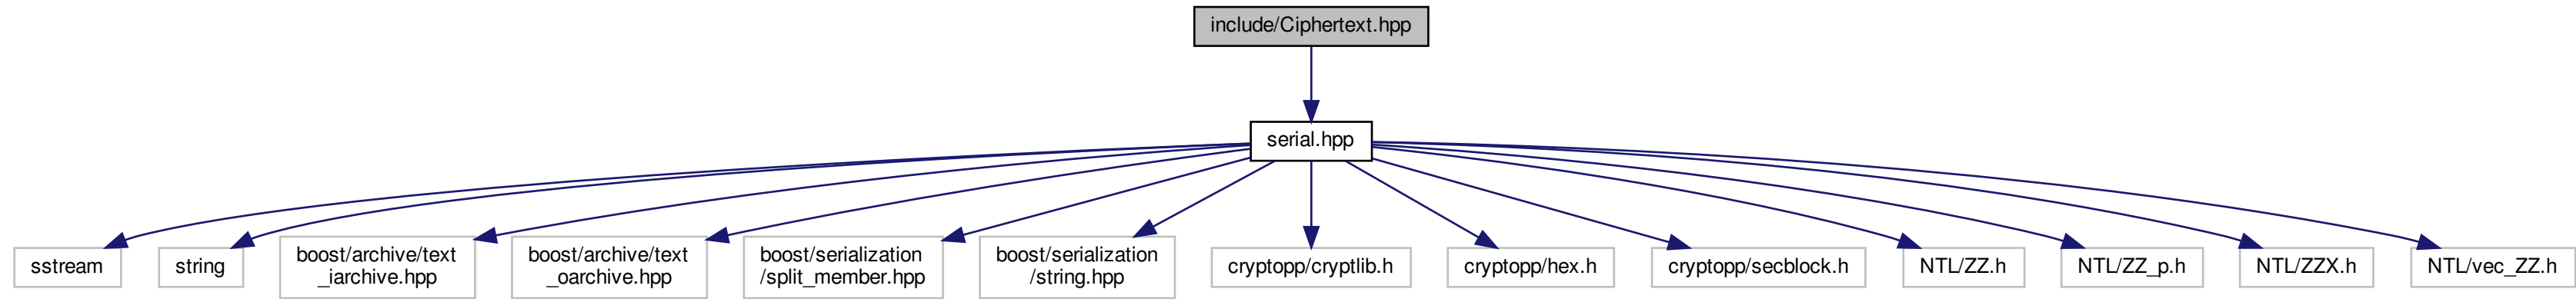 include/Ciphertext.hpp
serial.hpp
sstream
string
boost/archive/text
_iarchive.hpp
boost/archive/text
_oarchive.hpp
boost/serialization
/split_member.hpp
boost/serialization
/string.hpp
cryptopp/cryptlib.h
cryptopp/hex.h
cryptopp/secblock.h
NTL/ZZ.h
NTL/ZZ_p.h
NTL/ZZX.h
NTL/vec_ZZ.h